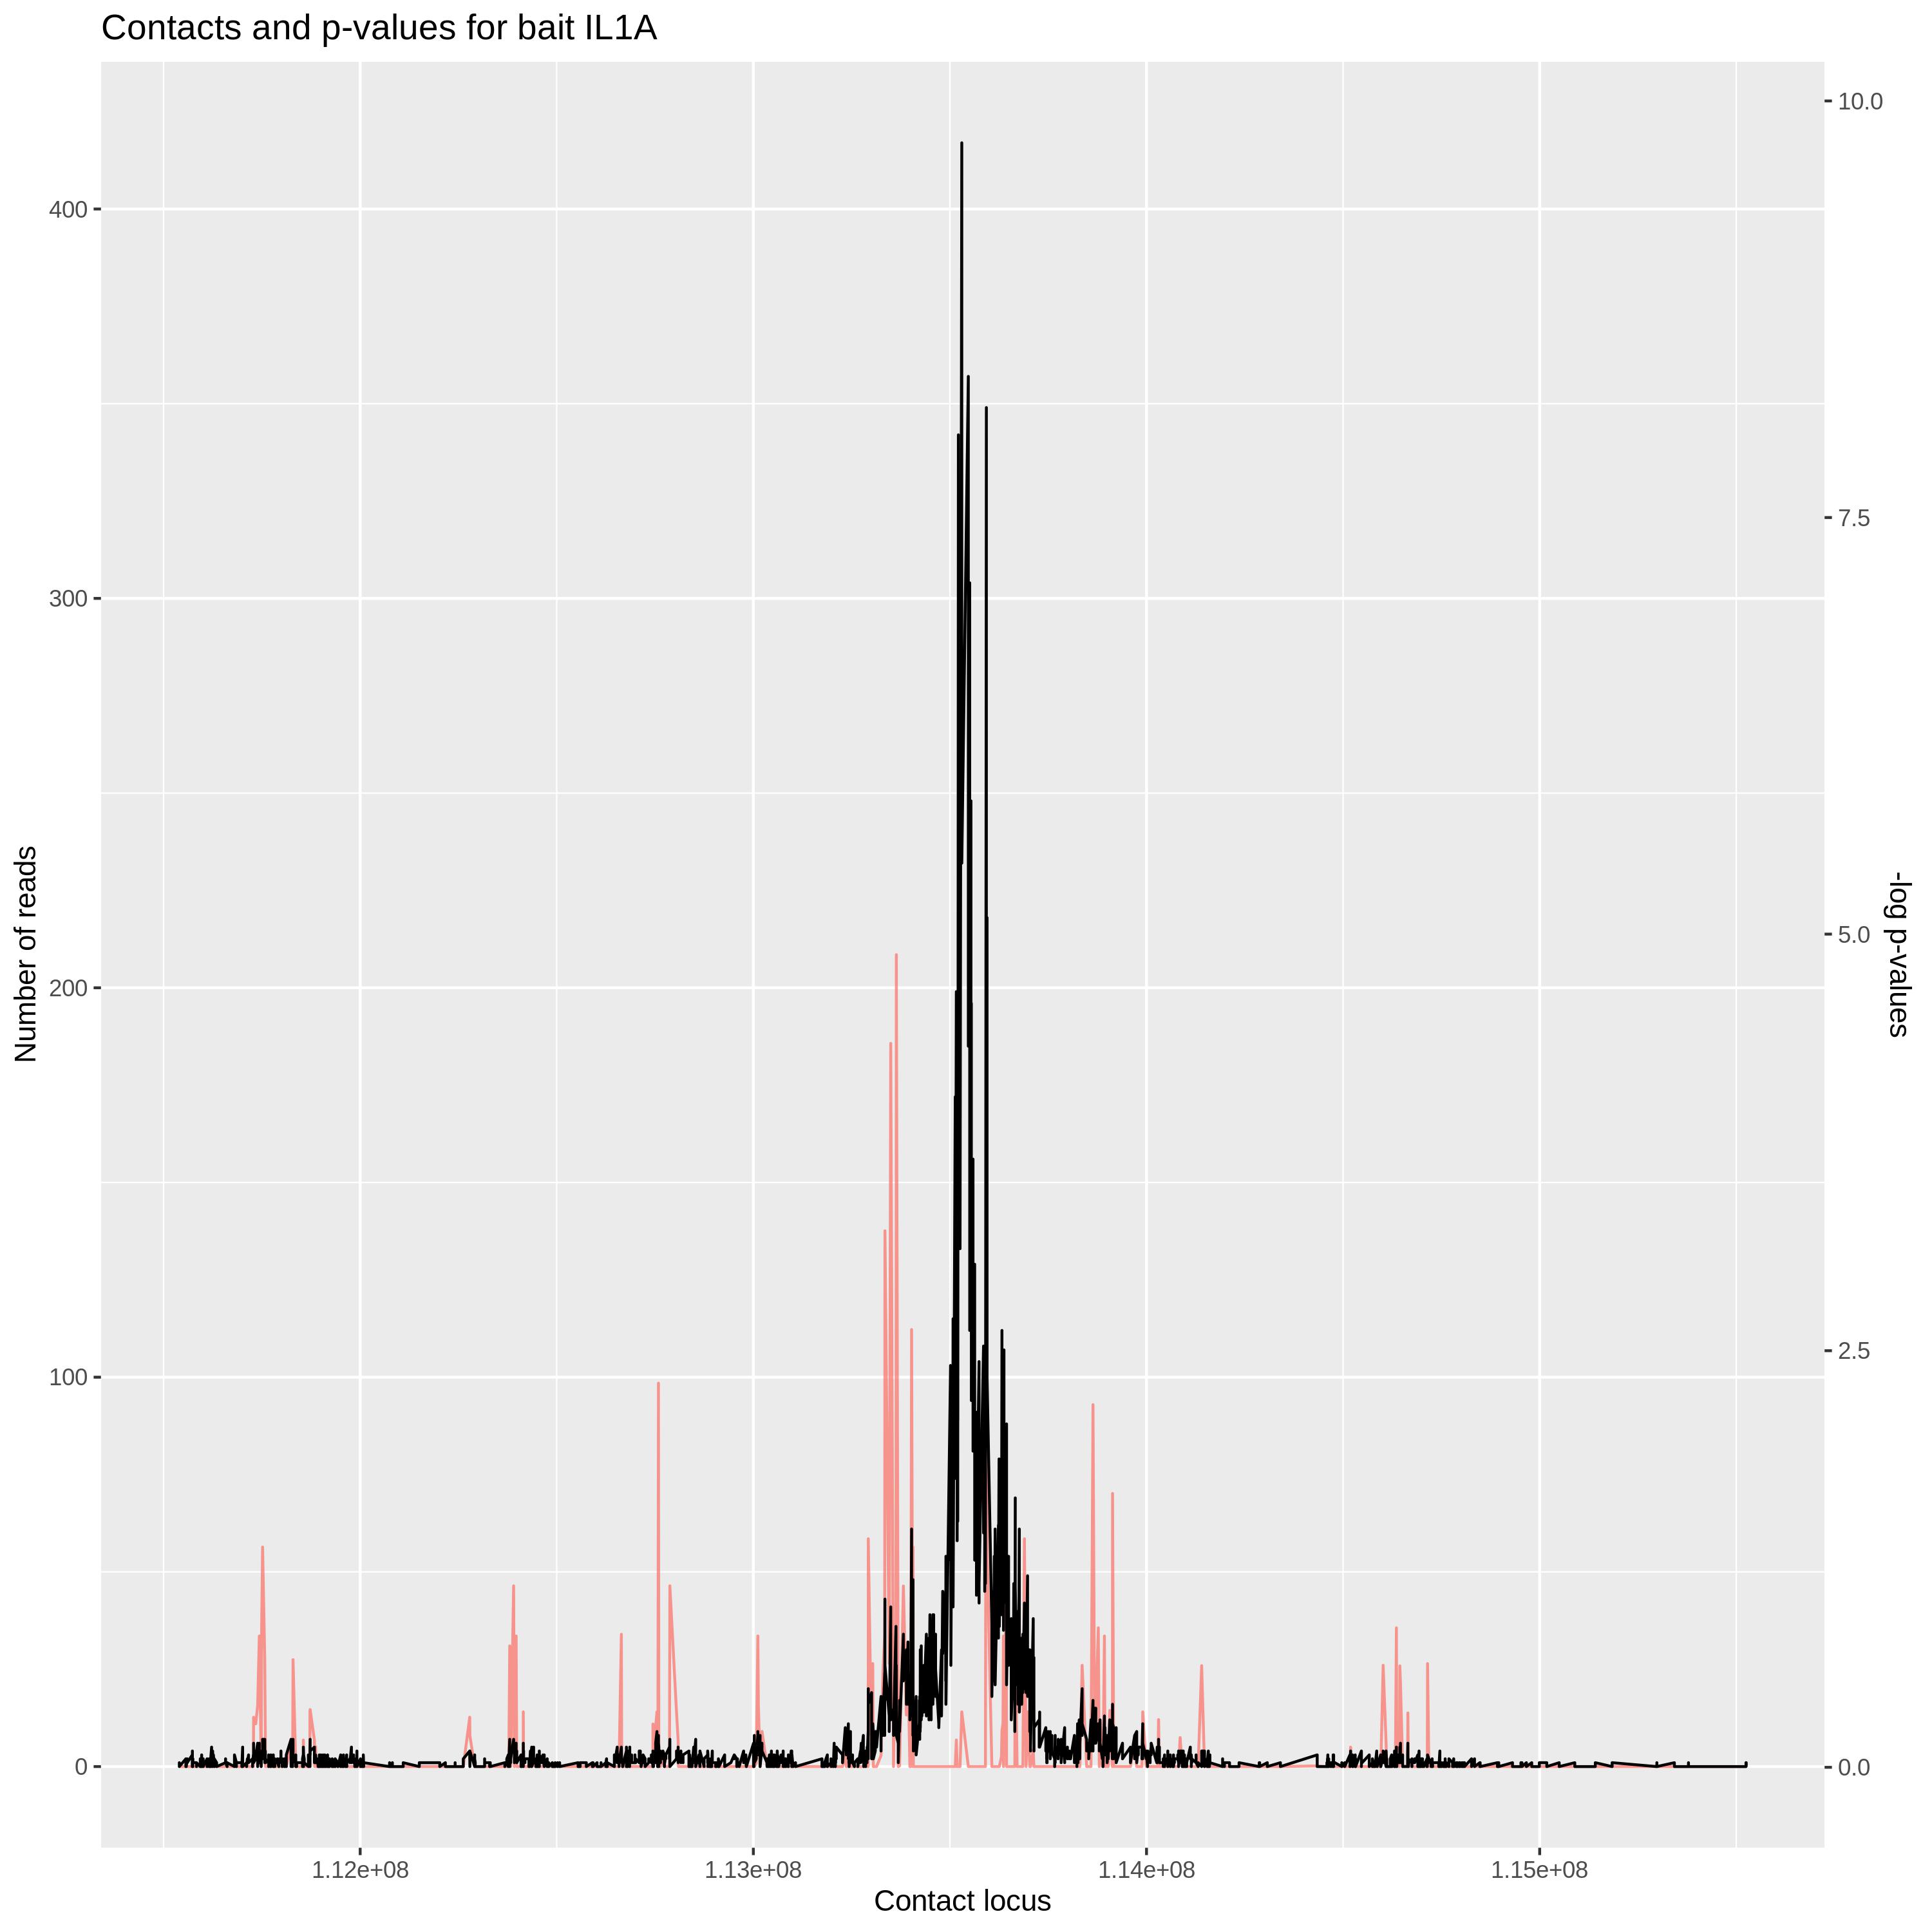 Contacts and p-values for bait IL1A
Number of reads
400
300
200
100
0
10.0
7.5
5.0
2.5
0.0
-log p-values
1.12e+08
1.13e+08
1.14e+08
1.15e+08
Contact locus